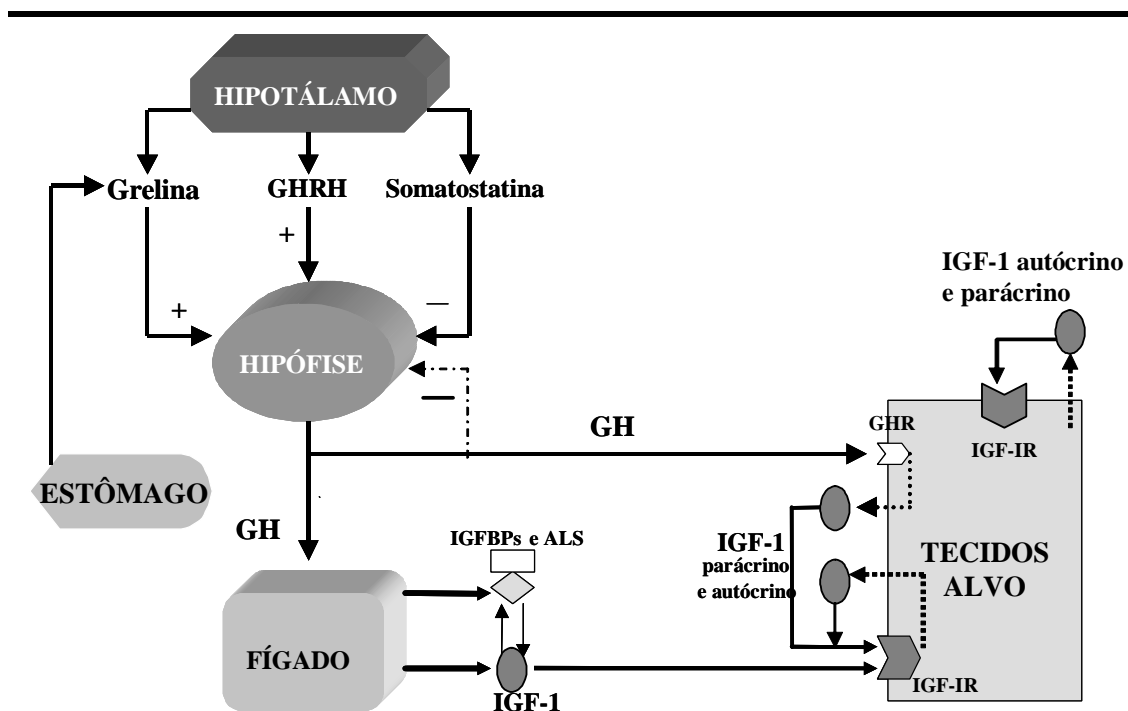 HIPOTÁLAMO
Grelina
GHRH
Somatostatina
+
+
—
HIPÓFISE
—
ESTÔMAGO
GH
GH
IGFBPs e ALS
FÍGADO
IGF-1
IGF-1 autócrino
e parácrino
GHR
IGF-IR
IGF-1
parácrino
e autócrino
TECIDOS
ALVO
IGF-IR